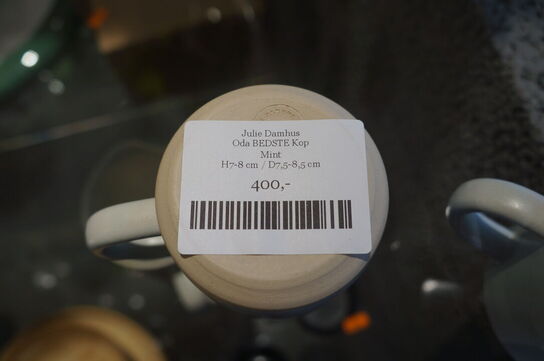 Julie Damhus
Oda BEDSTE Kop
Mint
H7-8 cm / D7,5-8,5 cm
400,-